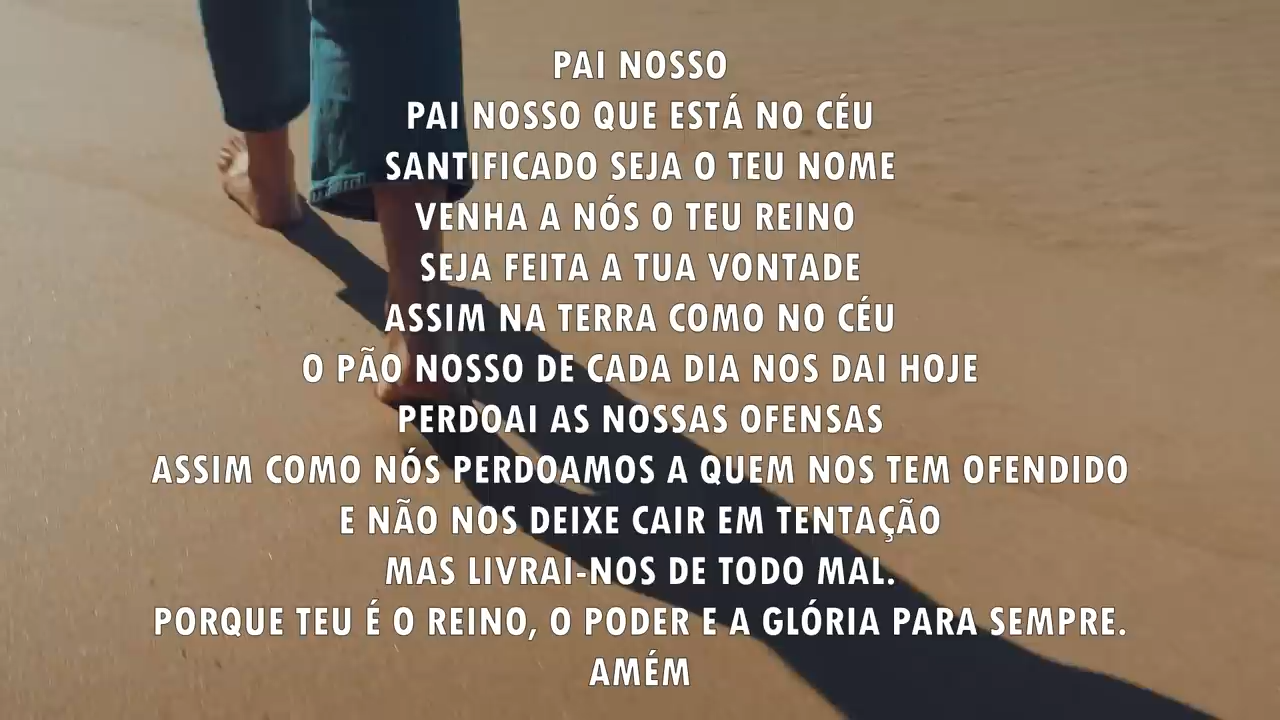 PAI NOSSO
PAI NOSSO QUE ESTÁ NO CÉU
SANTIFICADO SEJA O TEU NOME
VENHA A NÓS O TEU REINO
SEJA FEITA A TUA VONTADE
ASSIM NA TERRA COMO NO CÉU
O PÃO NOSSO DE CADA DIA NOS DAI HOJE
PERDOAI AS NOSSAS OFENSAS
ASSIM COMO NÓS PERDOAMOS A QUEM NOS TEM OFENDIDO
E NÃO NOS DEIXE CAIR EM TENTAÇÃO
MAS LIVRAI-NOS DE TODO MAL.
PORQUE TEU É O REINO, O PODER E A GLÓRIA PARA SEMPRE.
AMÉM